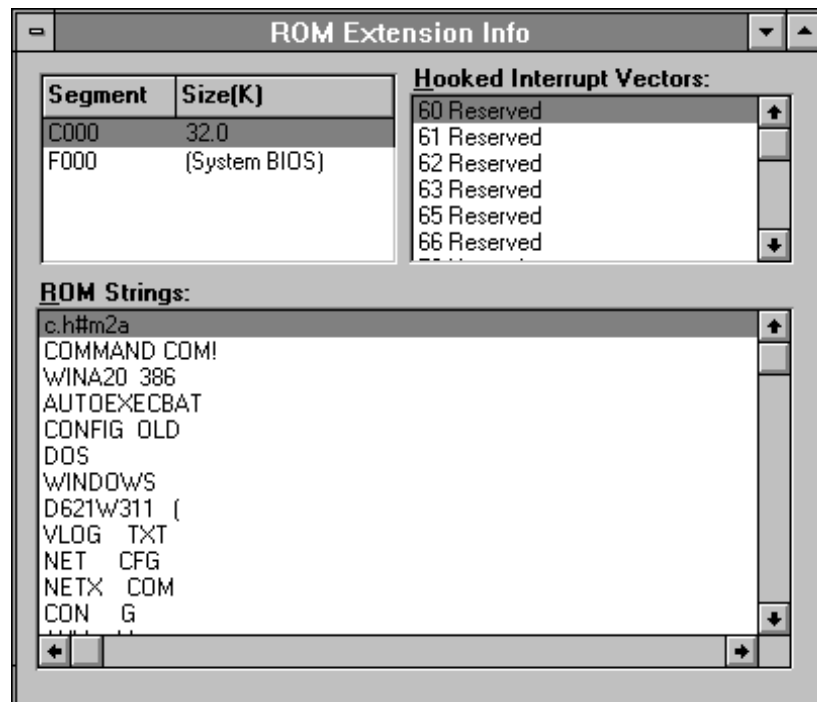 ROM Extension Info
Segment Size(K)
C000 32.0
F000 (System BIOS)
Hooked Interrupt Vectors:
60 Reserved
61 Reserved
62 Reserved
63 Reserved
65 Reserved
66 Reserved
ROM Strings:
c.h#m2a
COMMAND COM!
WINA20 386
AUTOEXECBAT
CONFIG OLD
DOS
WINDOWS
D621W311 (
VLOG TXT
NET CFG
NETX COM
CON G